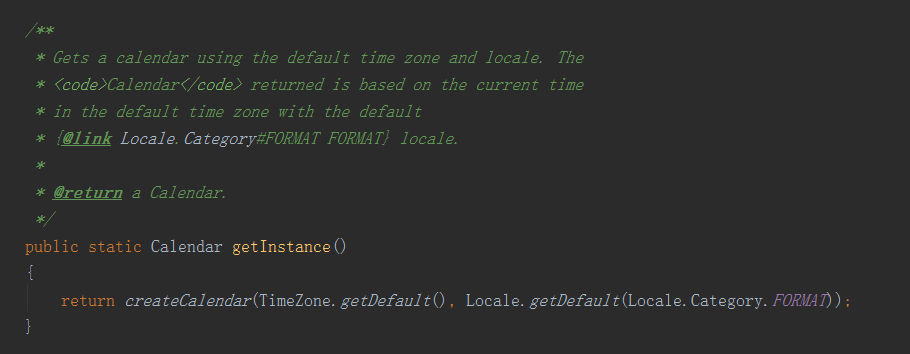 /**
 * Gets a calendar using the default time zone and locale. The
 * <code>Calendar</code> returned is based on the current time
 * in the default time zone with the default
 * {@link Locale.Category#FORMAT FORMAT} locale.
 *
 * @return a Calendar.
 */
public static Calendar getInstance()
{
    return createCalendar(TimeZone.getDefault(), Locale.getDefault(Locale.Category.FORMAT));
}